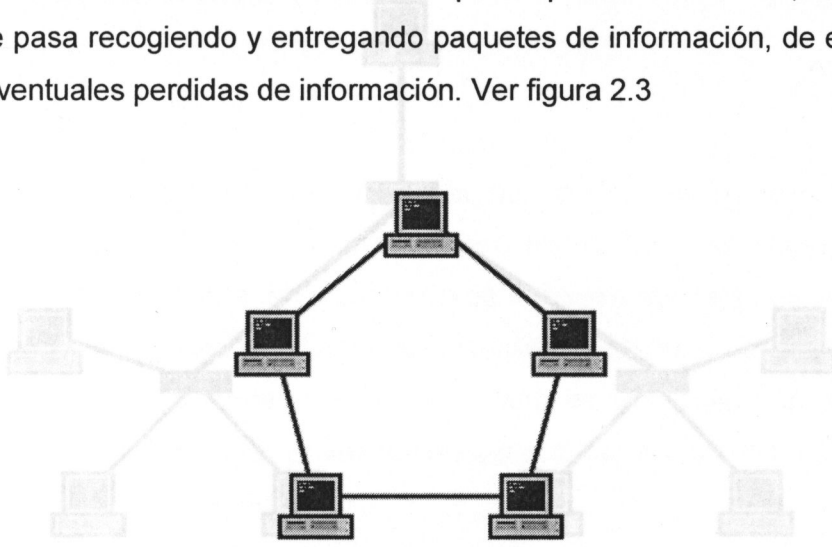 pasa recogiendo y entregando paquetes de información, de
ventuales perdidas de información. Ver figura 2.3